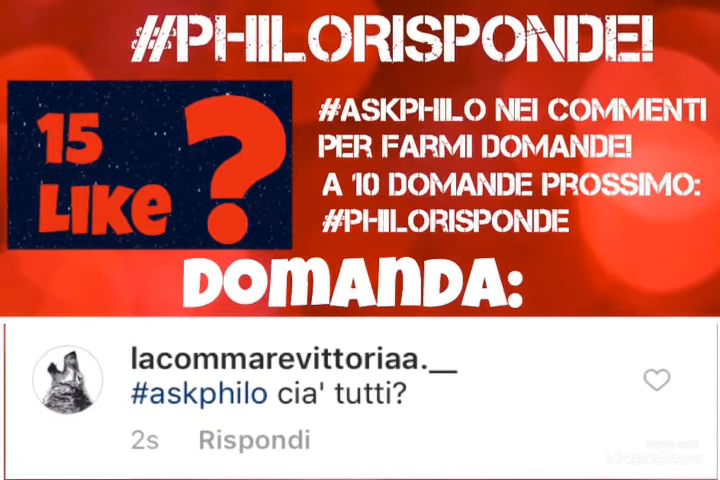 #PHILORISPONDE!
15
LIKE ?
#ASKPHILO NEI COMMENTI
PER FARMI DOMANDE!
A 10 DOMANDE PROSSIMO:
#PHILORISPONDE
DOMANDA:
lacommarevittoriaa.__
#askphilo cia' tutti?
2s Rispondi